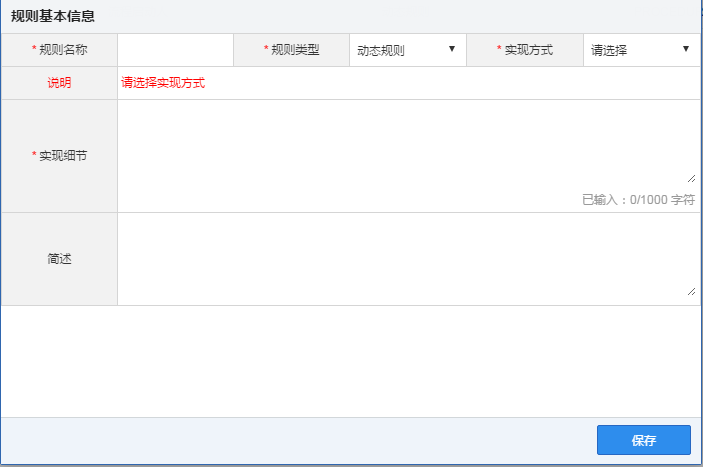 规则基本信息
* 规则名称 * 规则类型 动态规则 * 实现方式 请选择
说明 请选择实现方式
* 实现细节
已输入：0/1000 字符
简述
保存